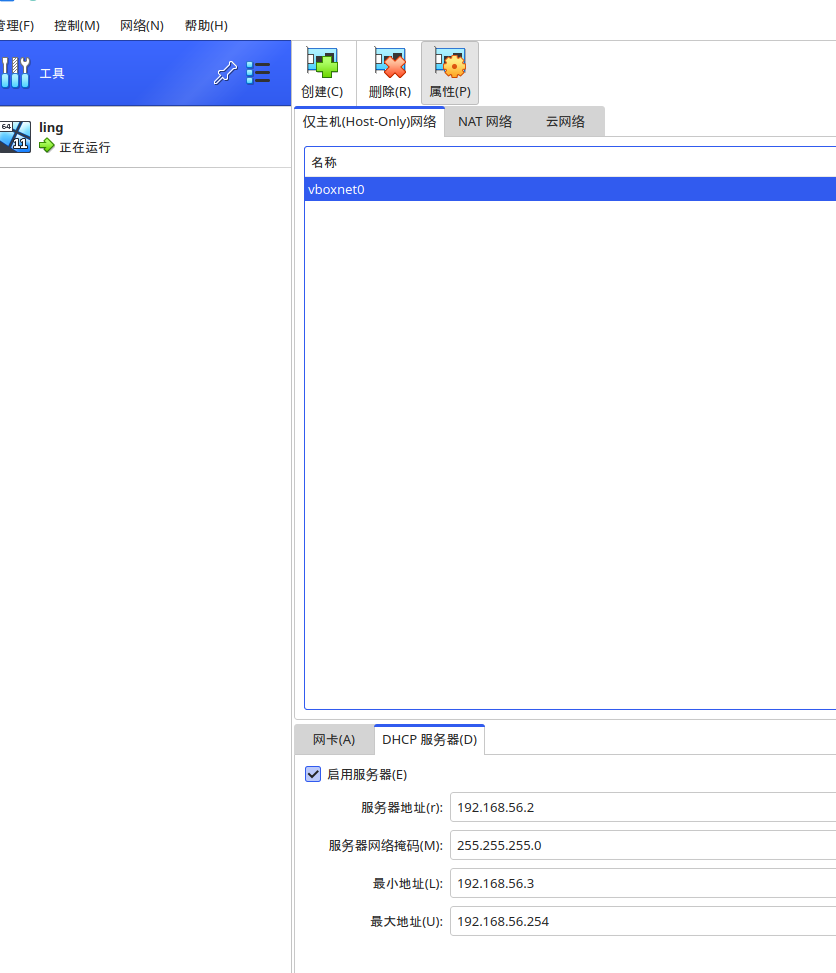 管理(F) 控制(M) 网络(N) 帮助(H)
工具
64
11
ling
正在运行
创建(C) 删除(R) 属性(P)
仅主机(Host-Only)网络 NAT 网络 云网络
名称
vboxnet0
网卡(A) DHCP 服务器(D)
启用服务器(E)
服务器地址(r): 192.168.56.2
服务器网络掩码(M): 255.255.255.0
最小地址(L): 192.168.56.3
最大地址(U): 192.168.56.254